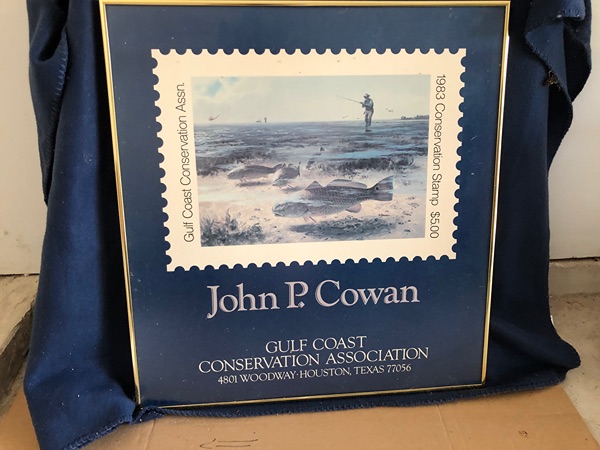 Gulf Coast Conservation Assn.
1983 Conservation Stamp $5.00
John P. Cowan
GULF COAST
CONSERVATION ASSOCIATION
4801 WOODWAY · HOUSTON, TEXAS 77056